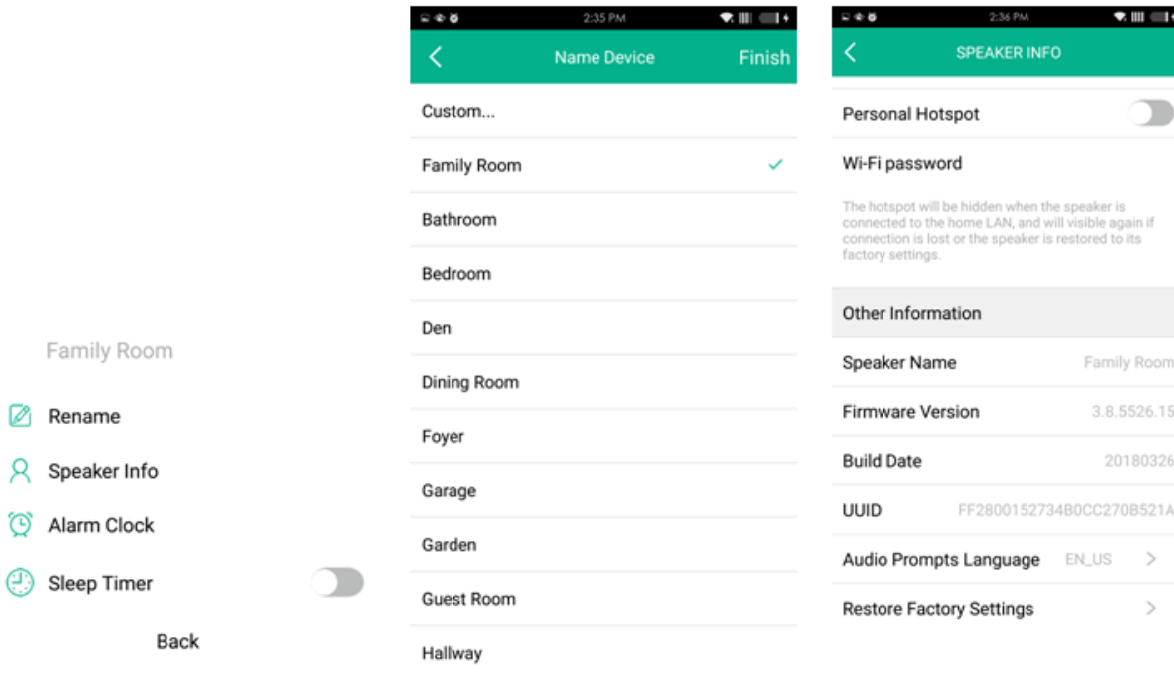 Family Room
Rename
Speaker Info
Alarm Clock
Sleep Timer
Back
2:35 PM
Name Device
Finish
Custom...
Family Room
Bathroom
Bedroom
Den
Dining Room
Foyer
Garage
Garden
Guest Room
Hallway
2:36 PM
SPEAKER INFO
Personal Hotspot
Wi-Fi password
The hotspot will be hidden when the speaker is
connected to the home LAN, and will visible again if
connection is lost or the speaker is restored to its
factory settings.
Other Information
Speaker Name Family Room
Firmware Version 3.8.5526.15
Build Date 20180326
UUID FF2800152734B0CC270B521A
Audio Prompts Language EN_US
Restore Factory Settings